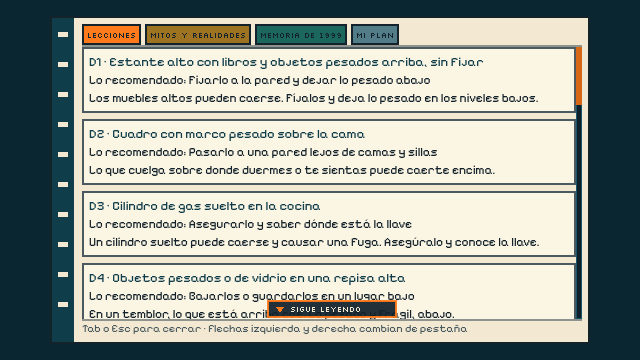 LECCIONES
MITOS Y REALIDADES
MEMORIA DE 1999
MI PLAN
D1 · Estante alto con libros y objetos pesados arriba, sin fijar
Lo recomendado: Fijarlo a la pared y dejar lo pesado abajo
Los muebles altos pueden caerse. Fíjalos y deja lo pesado en los niveles bajos.
D2 · Cuadro con marco pesado sobre la cama
Lo recomendado: Pasarlo a una pared lejos de camas y sillas
Lo que cuelga sobre donde duermes o te sientas puede caerte encima.
D3 · Cilindro de gas suelto en la cocina
Lo recomendado: Asegurarlo y saber dónde está la llave
Un cilindro suelto puede caerse y causar una fuga. Asegúralo y conoce la llave.
D4 · Objetos pesados o de vidrio en una repisa alta
Lo recomendado: Bajarlos o guardarlos en un lugar bajo
En un temblor, lo que está abajo.
SIGUE LEYENDO
Tab o Esc para cerrar · Flechas izquierda y derecha cambian de pestaña